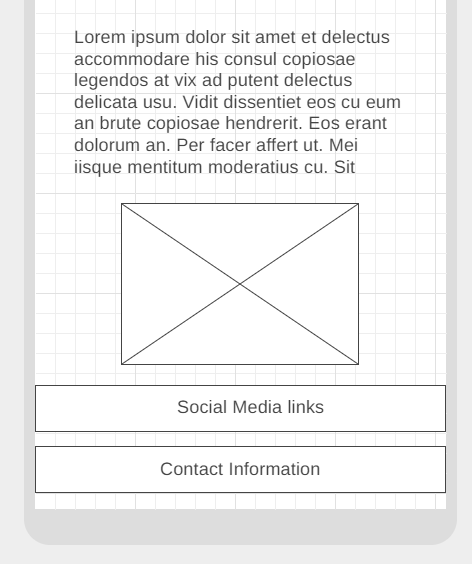 Lorem ipsum dolor sit amet et delectus
accommodare his consul copiosae
legendos at vix ad putent delectus
delicata usu. Vidit dissentiet eos cu eum
an brute copiosae hendrerit. Eos erant
dolorum an. Per facer affert ut. Mei
iisque mentitum moderatius cu. Sit
Social Media links
Contact Information